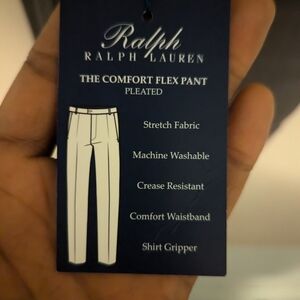 Ralph
RALPH LAUREN
THE COMFORT FLEX PANT
PLEATED
Stretch Fabric
Machine Washable
Crease Resistant
Comfort Waistband
Shirt Gripper